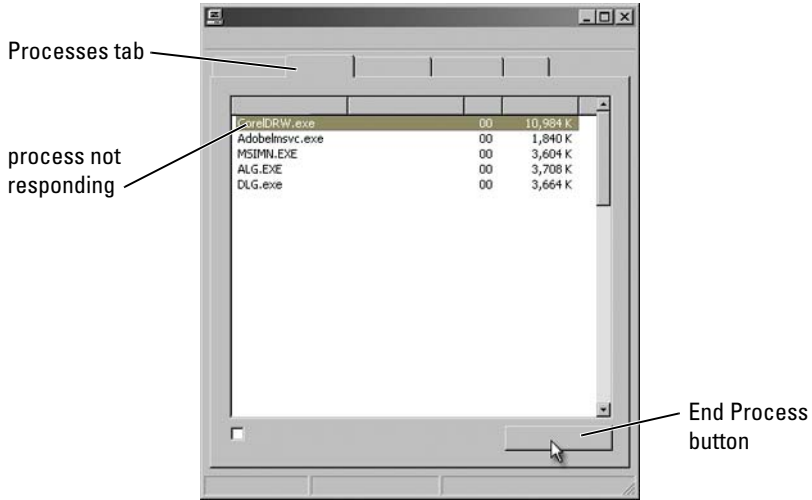 Processes tab
process not
responding
CorelDRW.exe 00 10,984 K
Adobelmsvc.exe 00 1,840 K
MSIMN.EXE 00 3,604 K
ALG.EXE 00 3,708 K
DLG.exe 00 3,664 K
End Process
button